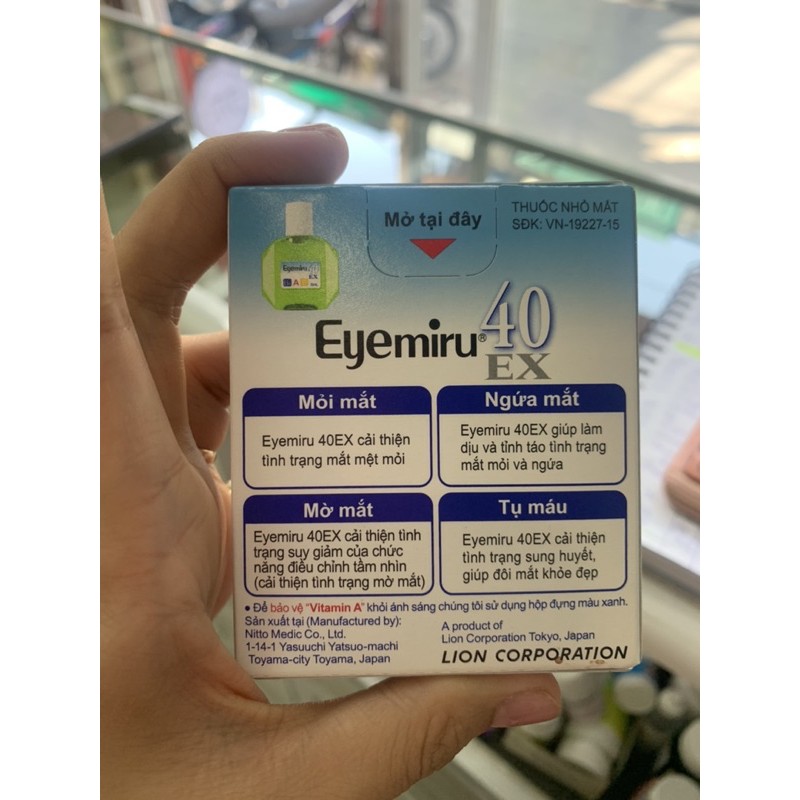 Mở tại đây
THUỐC NHỎ MẮT
SĐK: VN-19227-15
Eyemiru 40
EX
A
Eyemiru® 40
EX
Mỏi mắt
Eyemiru 40EX cải thiện
tình trạng mắt mệt mỏi
Ngứa mắt
Eyemiru 40EX giúp làm
dịu và tỉnh táo tình trạng
mắt mỏi và ngứa
Mờ mắt
Eyemiru 40EX cải thiện tình
trạng suy giảm của chức
năng điều chỉnh tầm nhìn
(cải thiện tình trạng mờ mắt)
Tụ máu
Eyemiru 40EX cải thiện
tình trạng sung huyết,
giúp đôi mắt khỏe đẹp
• Để bảo vệ "Vitamin A" khỏi ánh sáng chúng tôi sử dụng hộp đựng màu xanh.
Sản xuất tại (Manufactured by):
Nitto Medic Co., Ltd.
1-14-1 Yasuuchi Yatsuo-machi
Toyama-city Toyama, Japan
A product of
Lion Corporation Tokyo, Japan
LION CORPORATION